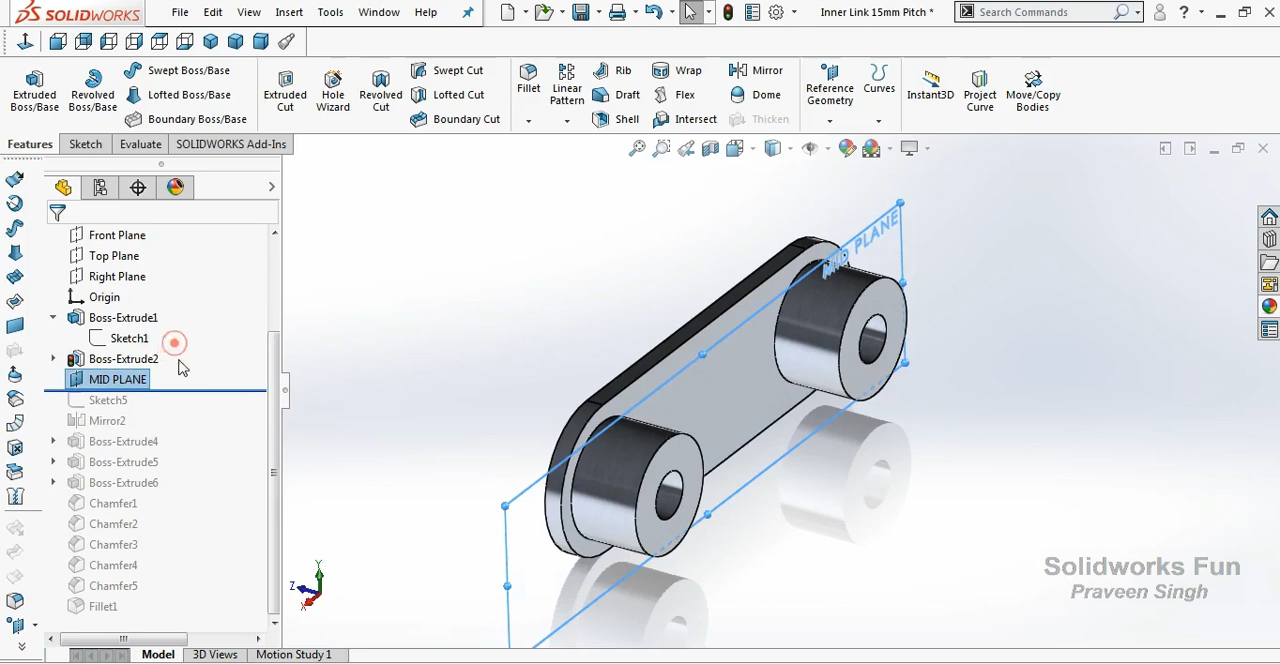 SOLIDWORKS File Edit View Insert Tools Window Help Inner Link 15mm Pitch * Search Commands ?
Extruded Boss/Base
Revolved Boss/Base
Swept Boss/Base
Lofted Boss/Base
Boundary Boss/Base
Extruded Cut
Hole Wizard
Revolved Cut
Swept Cut
Lofted Cut
Boundary Cut
Fillet
Linear Pattern
Rib
Draft
Shell
Wrap
Flex
Intersect
Mirror
Dome
Thicken
Reference Geometry
Curves
Instant3D
Project Curve
Move/Copy Bodies
Features Sketch Evaluate SOLIDWORKS Add-Ins
Front Plane
Top Plane
Right Plane
Origin
Boss-Extrude1
Sketch1
Boss-Extrude2
MID PLANE
Sketch5
Mirror2
Boss-Extrude4
Boss-Extrude5
Boss-Extrude6
Chamfer1
Chamfer2
Chamfer3
Chamfer4
Chamfer5
Fillet1
MID PLANE
Y
Z
X
Solidworks Fun
Praveen Singh
Model 3D Views Motion Study 1